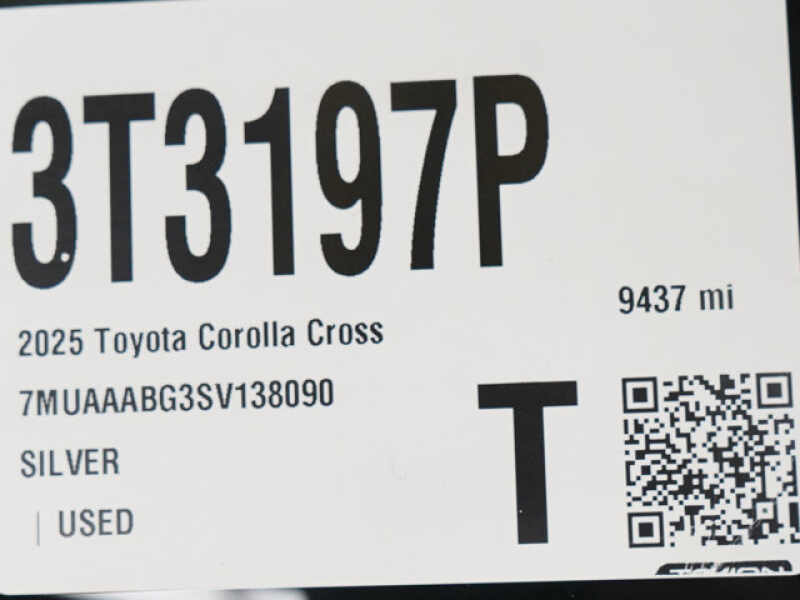 3T3197P
9437 mi
2025 Toyota Corolla Cross
7MUAAABG3SV138090
T
SILVER
| USED